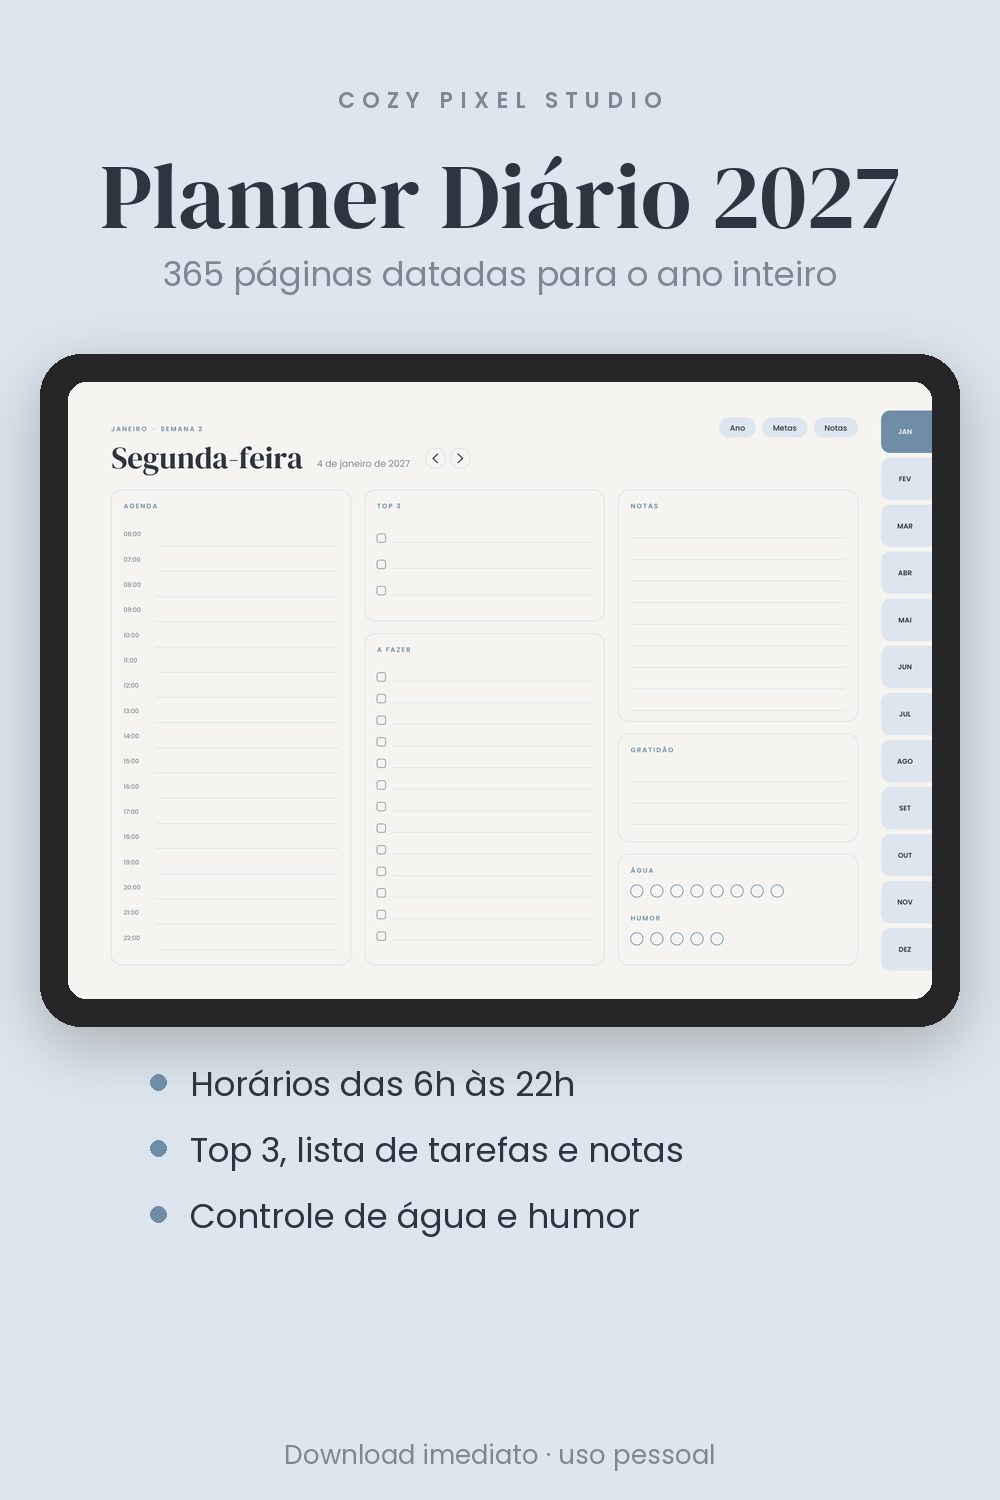 COZY PIXEL STUDIO
Planner Diário 2027
365 páginas datadas para o ano inteiro
JANEIRO · SEMANA 2
Segunda-feira
4 de janeiro de 2027
Ano
Metas
Notas
AGENDA
06:00
07:00
08:00
09:00
10:00
11:00
12:00
13:00
14:00
15:00
16:00
17:00
18:00
19:00
20:00
21:00
22:00
TOP 3
A FAZER
NOTAS
GRATIDÃO
ÁGUA
HUMOR
JAN
FEV
MAR
ABR
MAI
JUN
JUL
AGO
SET
OUT
NOV
DEZ
Horários das 6h às 22h
Top 3, lista de tarefas e notas
Controle de água e humor
Download imediato · uso pessoal